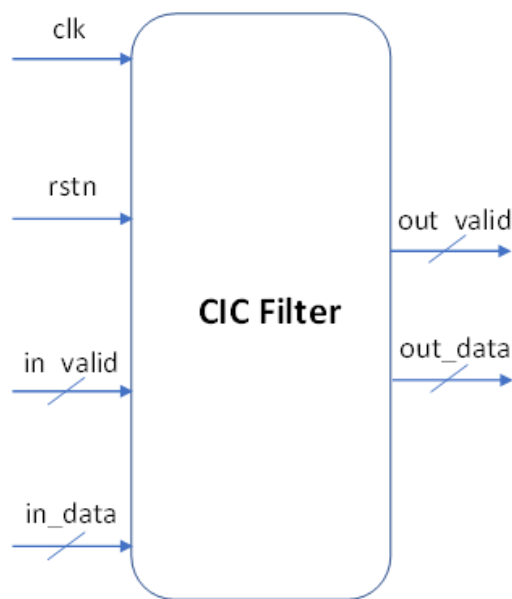 clk
rstn
in_valid
in_data
CIC Filter
out_valid
out_data